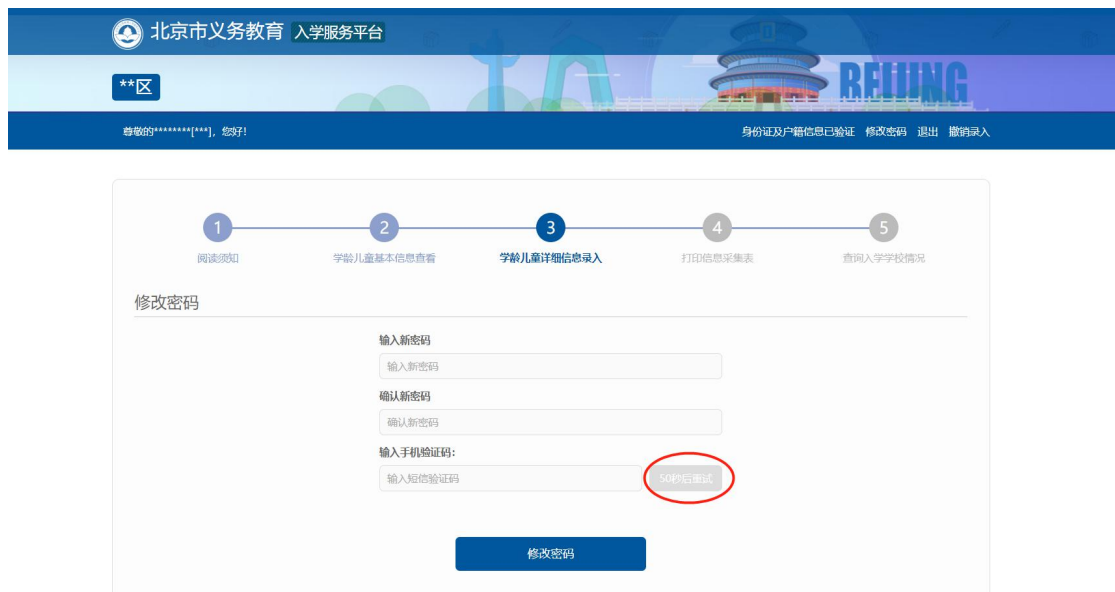 北京市义务教育 入学服务平台
**区
BEIJING
尊敬的********[***]，您好! 身份证及户籍信息已验证 修改密码 退出 撤销录入
1 2 3 4 5
阅读须知 学龄儿童基本信息查看 学龄儿童详细信息录入 打印信息采集表 查询入学学校情况
修改密码
输入新密码
输入新密码
确认新密码
确认新密码
输入手机验证码：
输入短信验证码 50秒后重试
修改密码